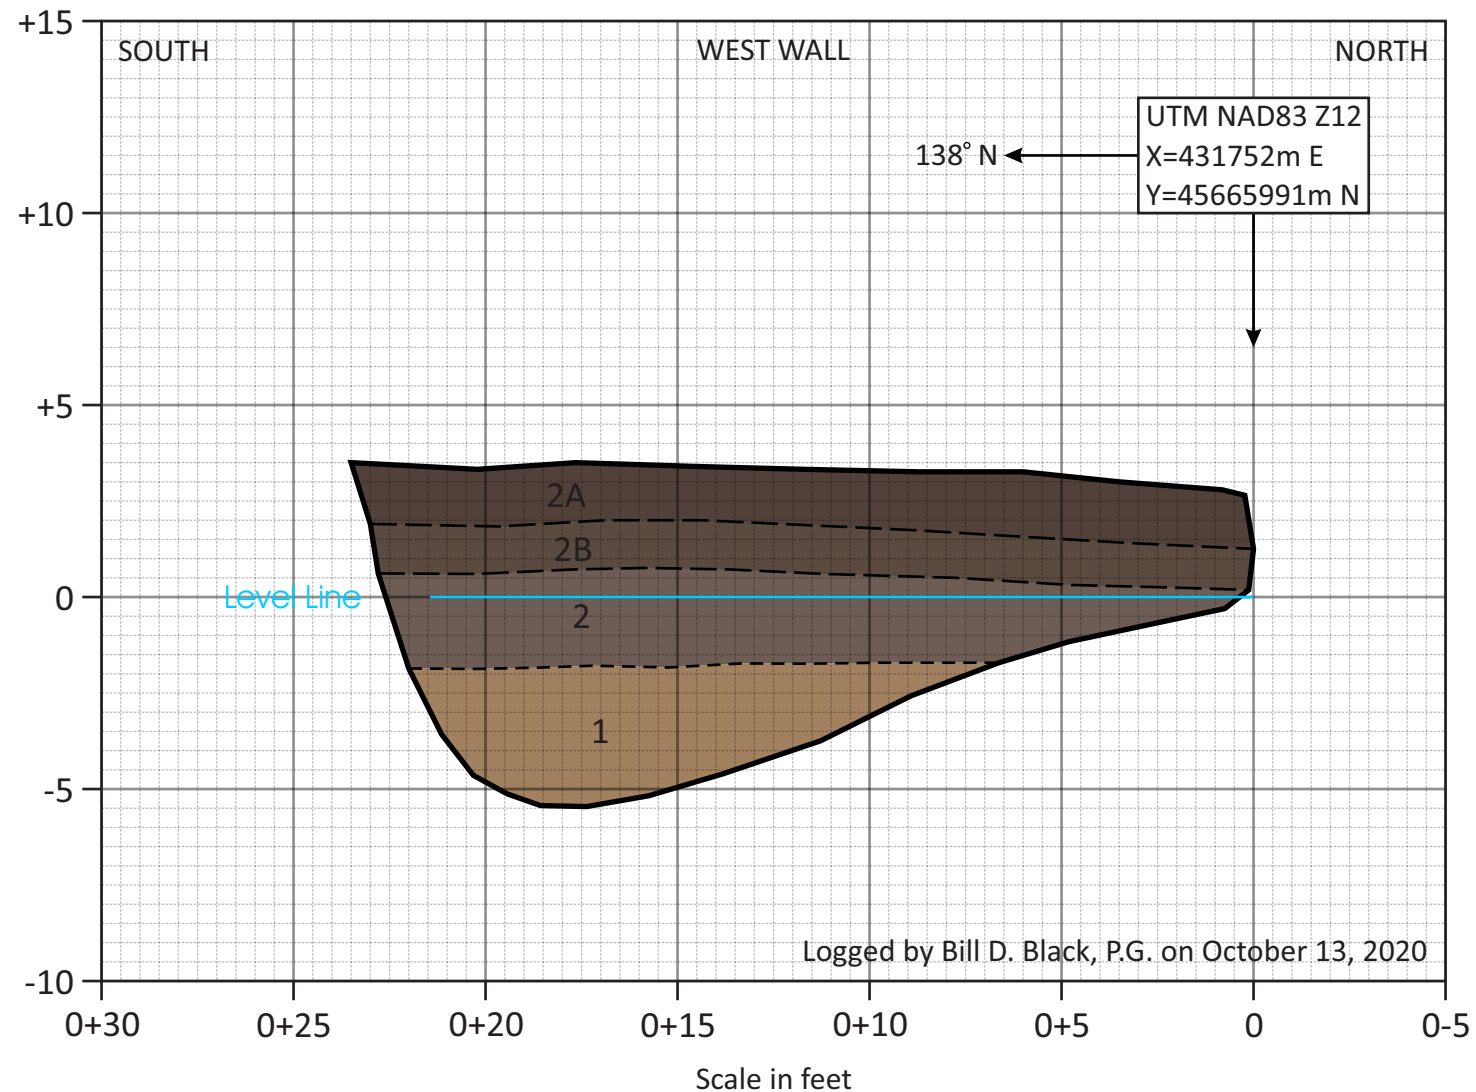 +15
SOUTH
WEST WALL
NORTH
UTM NAD83 Z12
138° N
X=431752m E
Y=45665991m N
+10
+5
2A
2B
0
Level Line
2
1
-5
Logged by Bill D. Black, P.G. on October 13, 2020
-10
0+30 0+25 0+20 0+15 0+10 0+5 0 0-5
Scale in feet